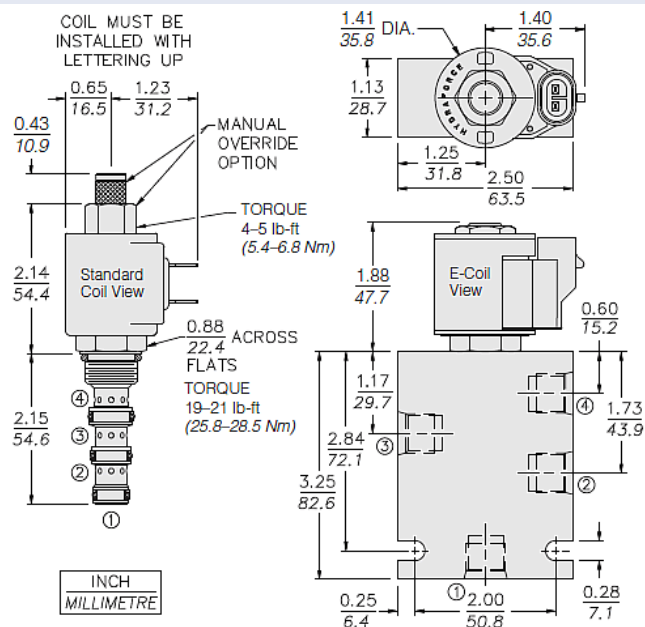 COIL MUST BE
INSTALLED WITH
LETTERING UP
0.65
16.5
1.23
31.2
0.43
10.9
MANUAL
OVERRIDE
OPTION
TORQUE
4–5 lb-ft
(5.4–6.8 Nm)
2.14
54.4
Standard
Coil View
0.88
22.4
ACROSS
FLATS
TORQUE
19–21 lb-ft
(25.8–28.5 Nm)
2.15
54.6
④
③
②
①
INCH
MILLIMETRE
1.41
35.8
DIA.
1.40
35.6
HYDRAFORCE
1.13
28.7
1.25
31.8
2.50
63.5
1.88
47.7
E-Coil
View
0.60
15.2
1.17
29.7
④
③
1.73
43.9
2.84
72.1
②
3.25
82.6
①
0.25
6.4
2.00
50.8
0.28
7.1